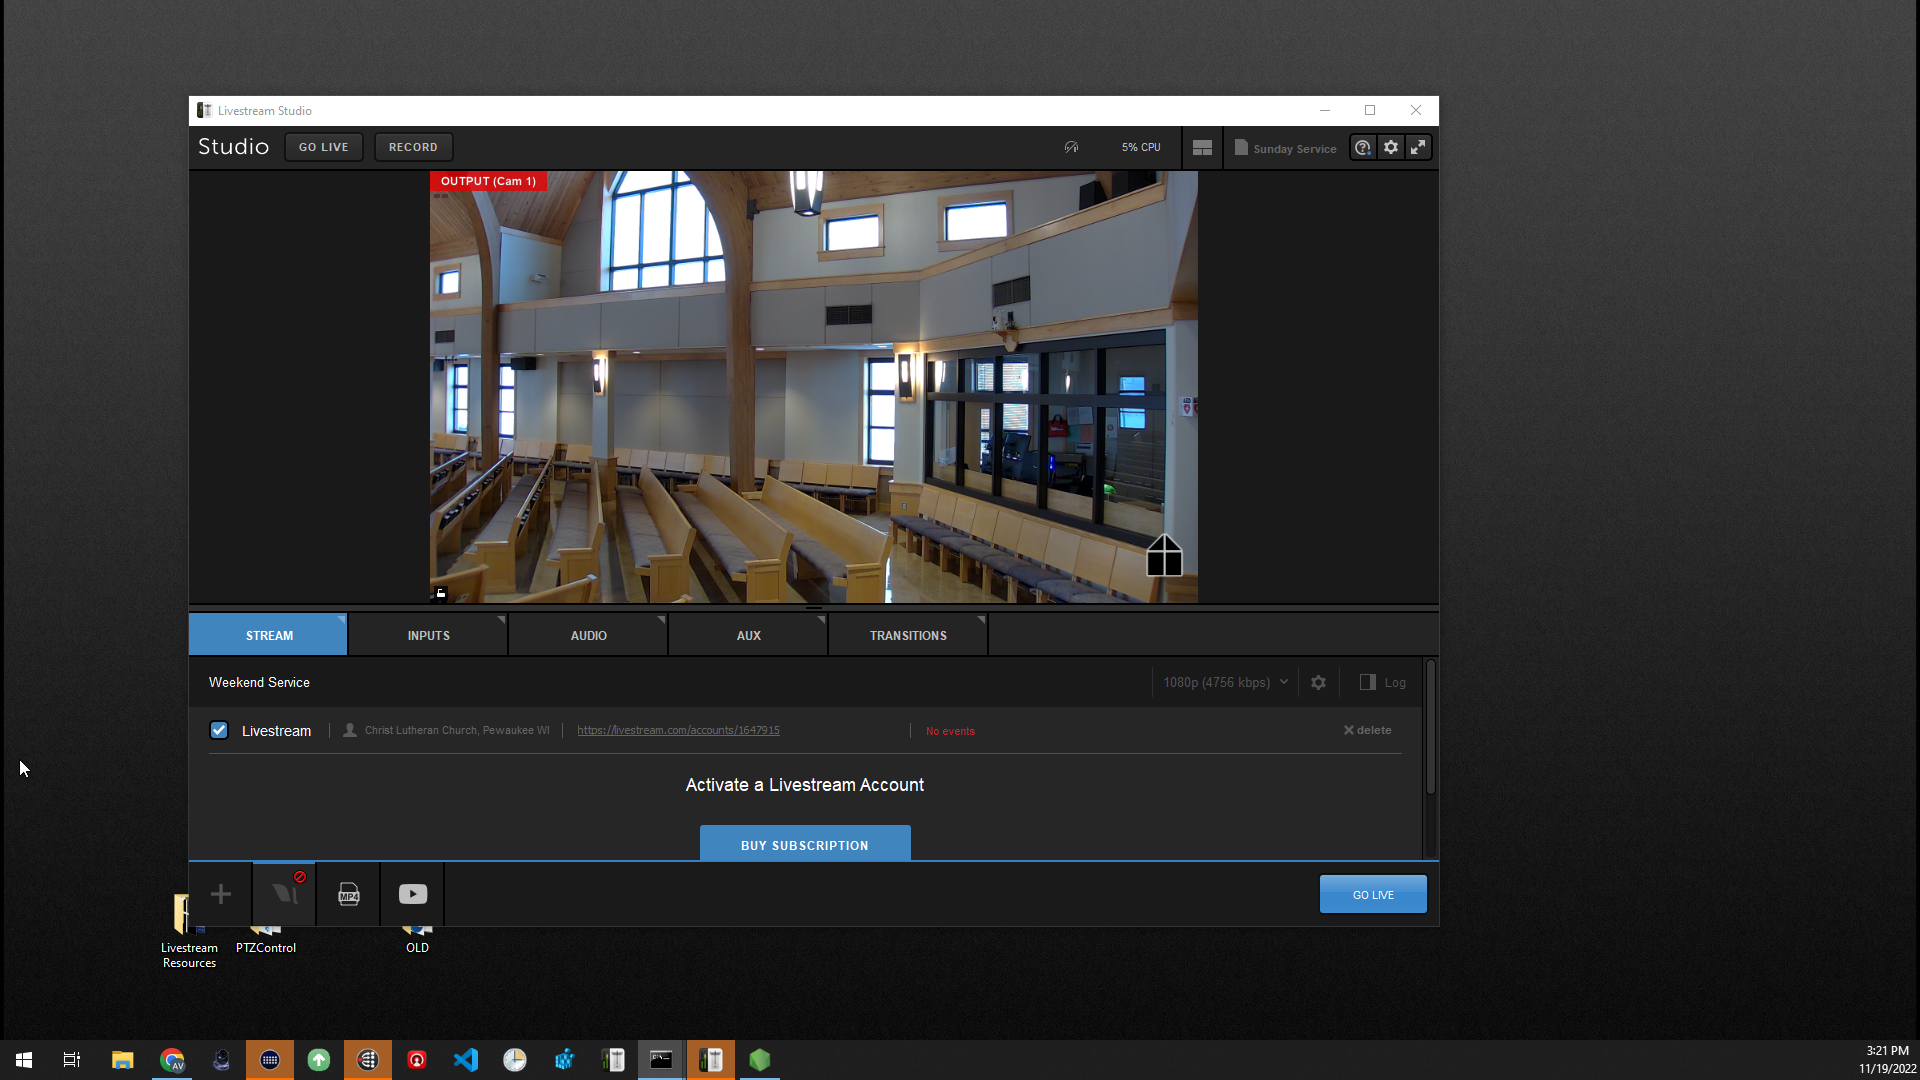 Livestream Studio
Studio GO LIVE RECORD 5% CPU Sunday Service
OUTPUT (Cam 1)
STREAM INPUTS AUDIO AUX TRANSITIONS
Weekend Service 1080p (4756 kbps) Log
Livestream Christ Lutheran Church, Pewaukee WI https://livestream.com/accounts/1647915 No events delete
Activate a Livestream Account
BUY SUBSCRIPTION
MP4
GO LIVE
Livestream
Resources
PTZControl
OLD
AV
C:\_
3:21 PM
11/19/2022